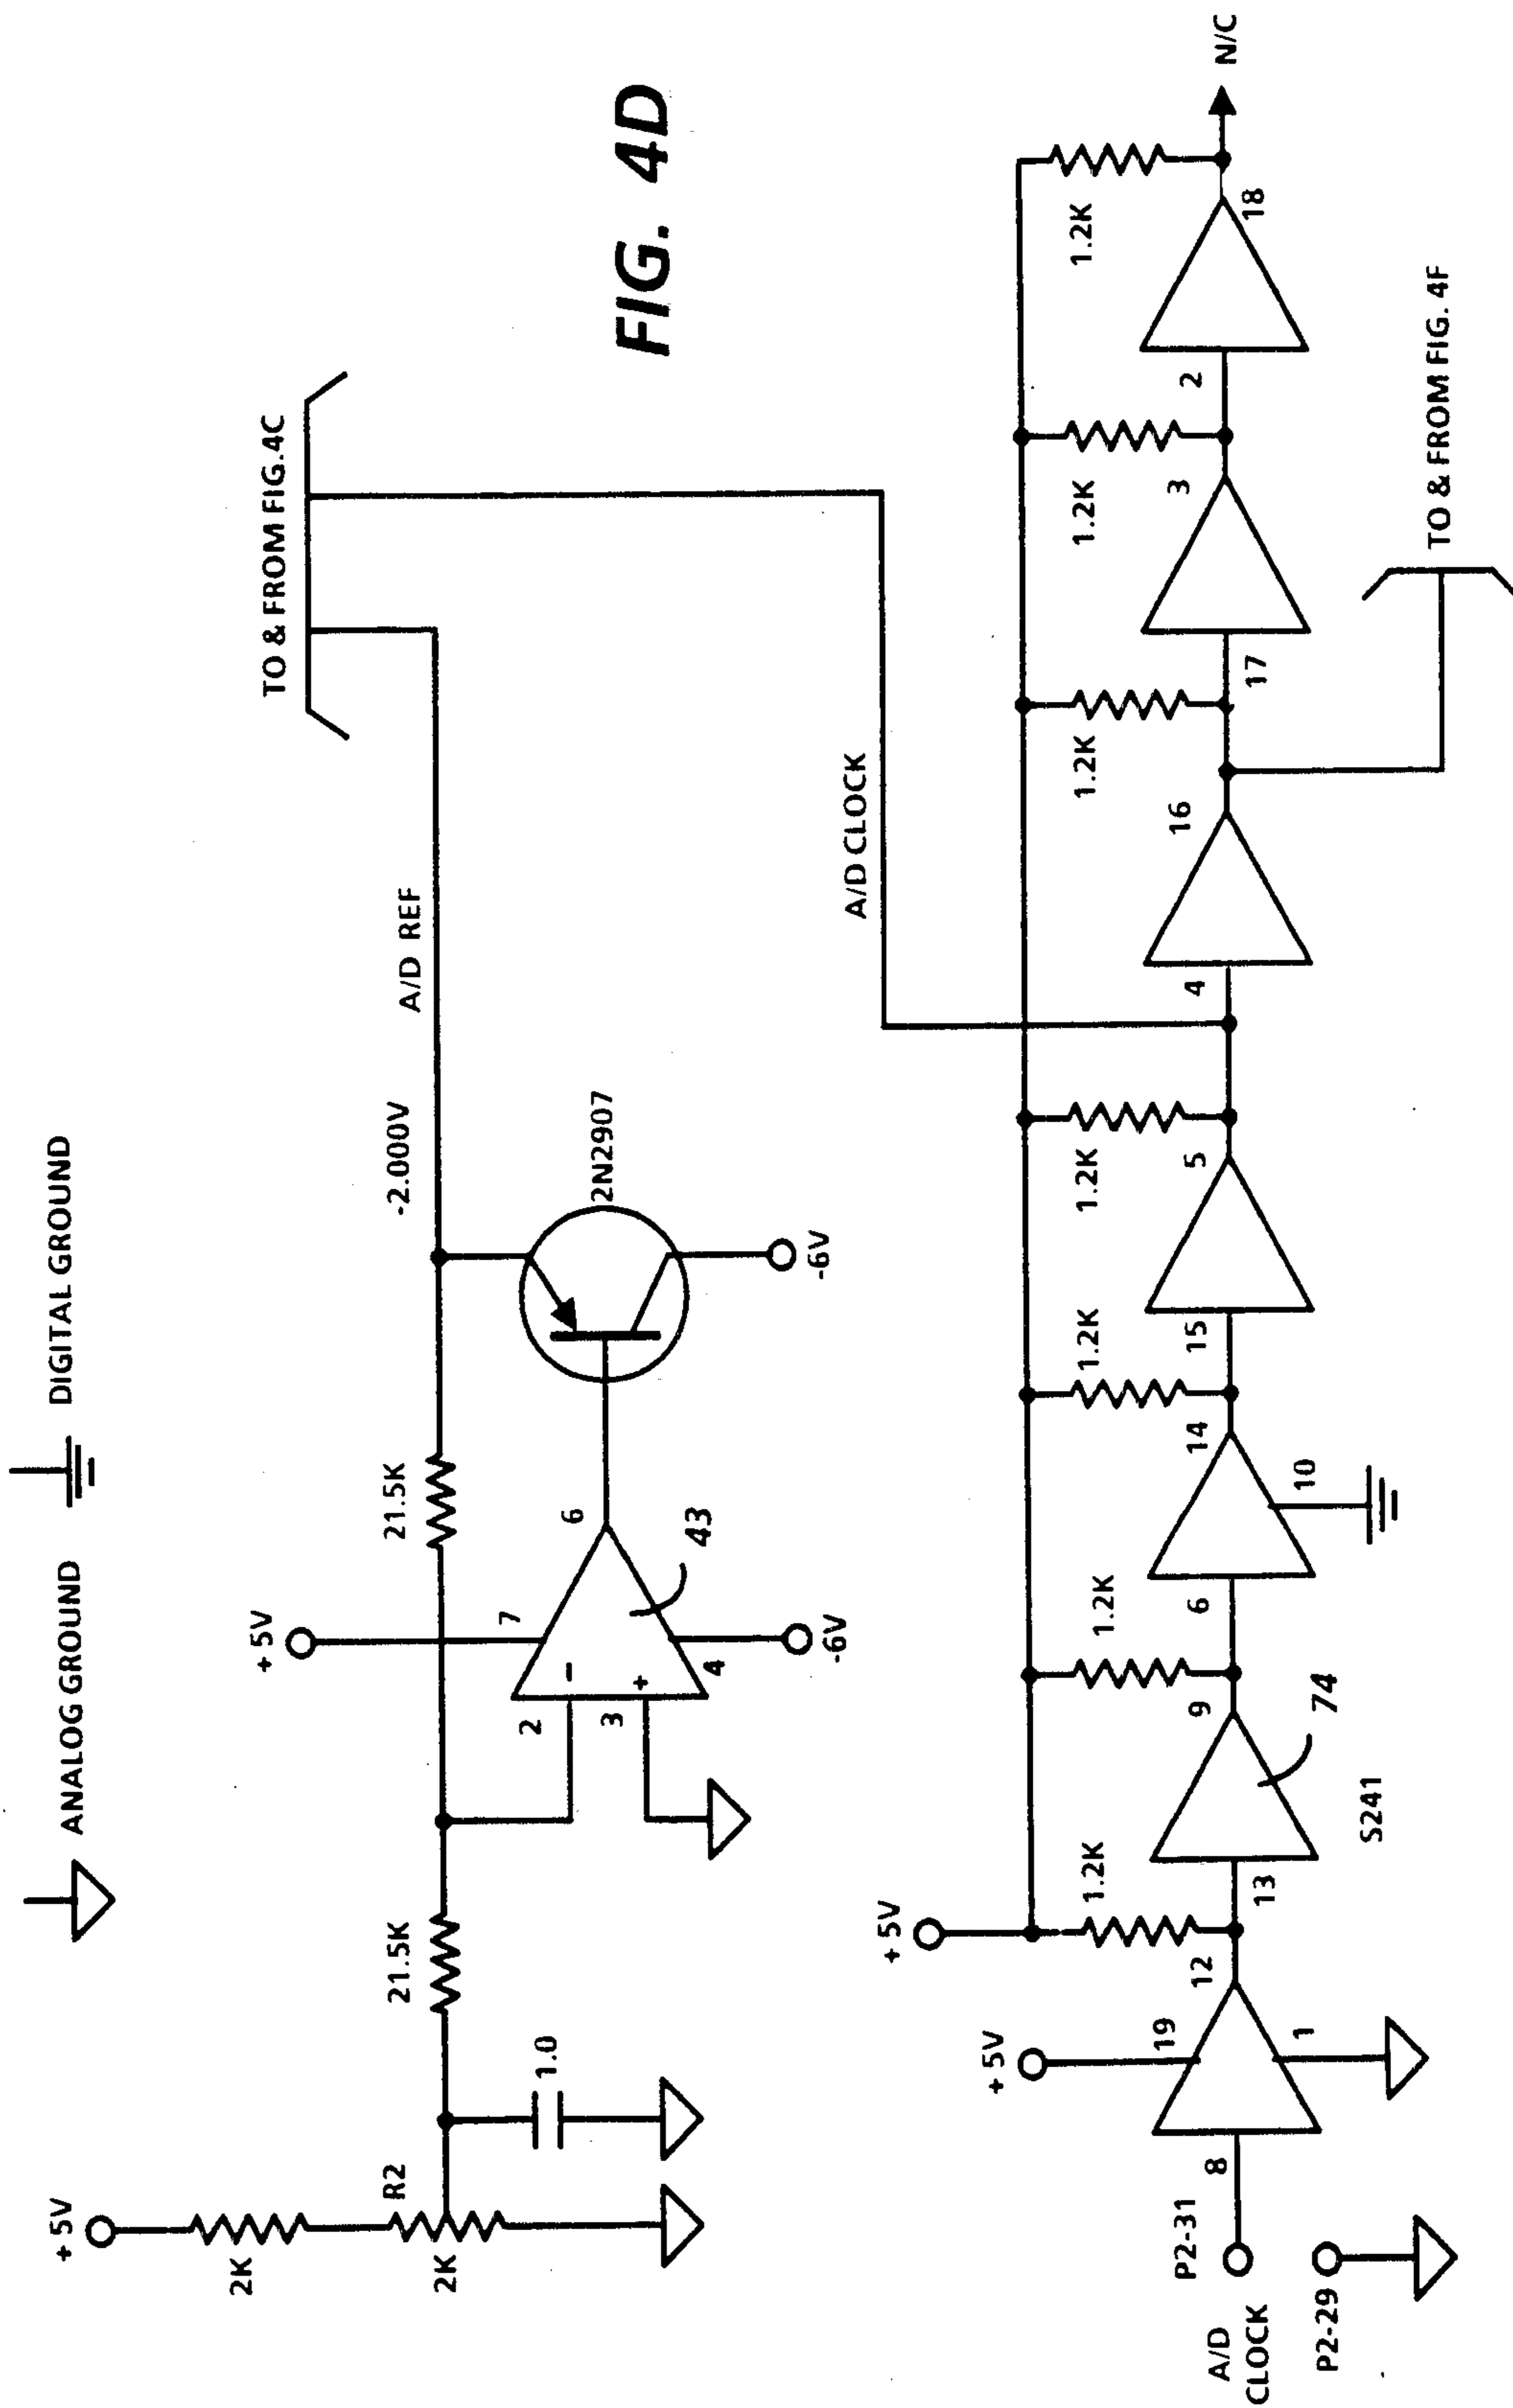 ANALOG GROUND
DIGITAL GROUND
TO & FROM FIG.4C
+5V
2K
R2
2K
1.0
21.5K
+5V
21.5K
2
3
7
4
6
-
+
43
-6V
-2.000V
A/D REF
2N2907
-6V
FIG. 4D
A/D CLOCK
+5V
+5V
P2-31
A/D
CLOCK
P2-29
8
19
1
12
1.2K
13
S241
74
9
1.2K
6
10
14
1.2K
15
5
1.2K
4
16
1.2K
17
3
1.2K
2
18
1.2K
N/C
TO & FROM FIG. 4F